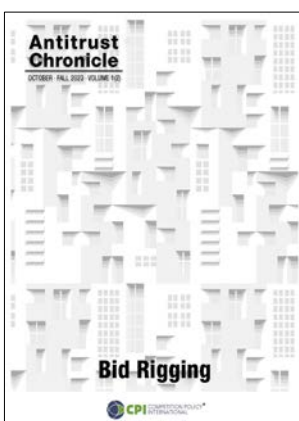 Antitrust
Chronicle
OCTOBER · FALL 2022 · VOLUME 1(2)
Bid Rigging
CPI COMPETITION POLICY
INTERNATIONAL